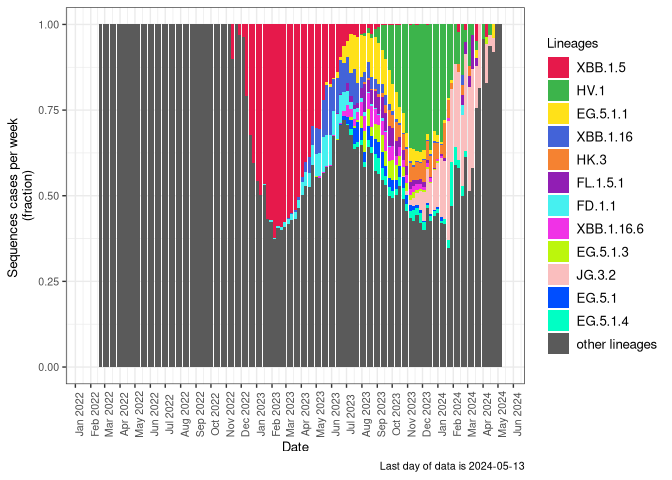 Sequences cases per week
(fraction)
1.00
0.75
0.50
0.25
0.00
Jan 2022
Feb 2022
Mar 2022
Apr 2022
May 2022
Jun 2022
Jul 2022
Aug 2022
Sep 2022
Oct 2022
Nov 2022
Dec 2022
Jan 2023
Feb 2023
Mar 2023
Apr 2023
May 2023
Jun 2023
Jul 2023
Aug 2023
Sep 2023
Oct 2023
Nov 2023
Dec 2023
Jan 2024
Feb 2024
Mar 2024
Apr 2024
May 2024
Jun 2024
Date
Lineages
XBB.1.5
HV.1
EG.5.1.1
XBB.1.16
HK.3
FL.1.5.1
FD.1.1
XBB.1.16.6
EG.5.1.3
JG.3.2
EG.5.1
EG.5.1.4
other lineages
Last day of data is 2024-05-13